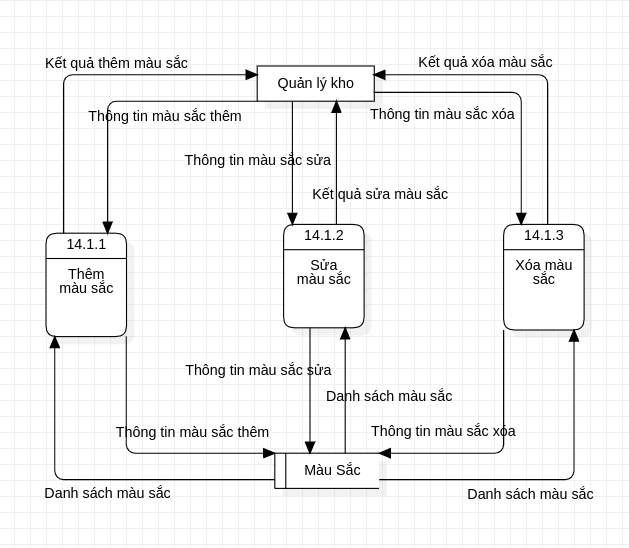 Kết quả thêm màu sắc
Kết quả xóa màu sắc
Quản lý kho
Thông tin màu sắc thêm
Thông tin màu sắc xóa
Thông tin màu sắc sửa
Kết quả sửa màu sắc
14.1.1
Thêm
màu sắc
14.1.2
Sửa
màu sắc
14.1.3
Xóa màu
sắc
Thông tin màu sắc sửa
Danh sách màu sắc
Thông tin màu sắc thêm
Thông tin màu sắc xóa
Màu Sắc
Danh sách màu sắc
Danh sách màu sắc